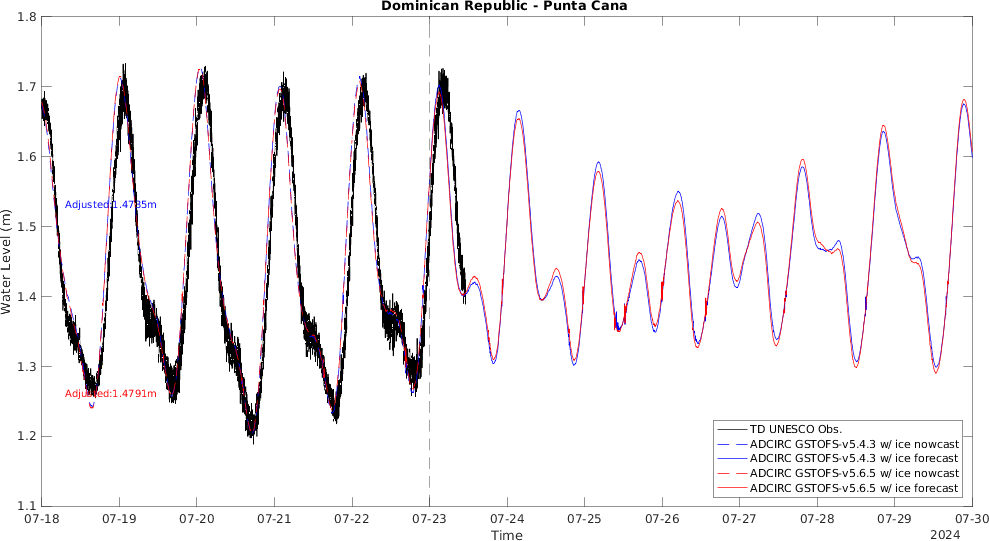 Dominican Republic - Punta Cana
1.8
1.7
1.6
1.5
1.4
1.3
1.2
1.1
Water Level (m)
Adjusted:1.4785m
Adjusted:1.4791m
TD UNESCO Obs.
ADCIRC GSTOFS-v5.4.3 w/ ice nowcast
ADCIRC GSTOFS-v5.4.3 w/ ice forecast
ADCIRC GSTOFS-v5.6.5 w/ ice nowcast
ADCIRC GSTOFS-v5.6.5 w/ ice forecast
07-18 07-19 07-20 07-21 07-22 07-23 07-24 07-25 07-26 07-27 07-28 07-29 07-30
Time
2024